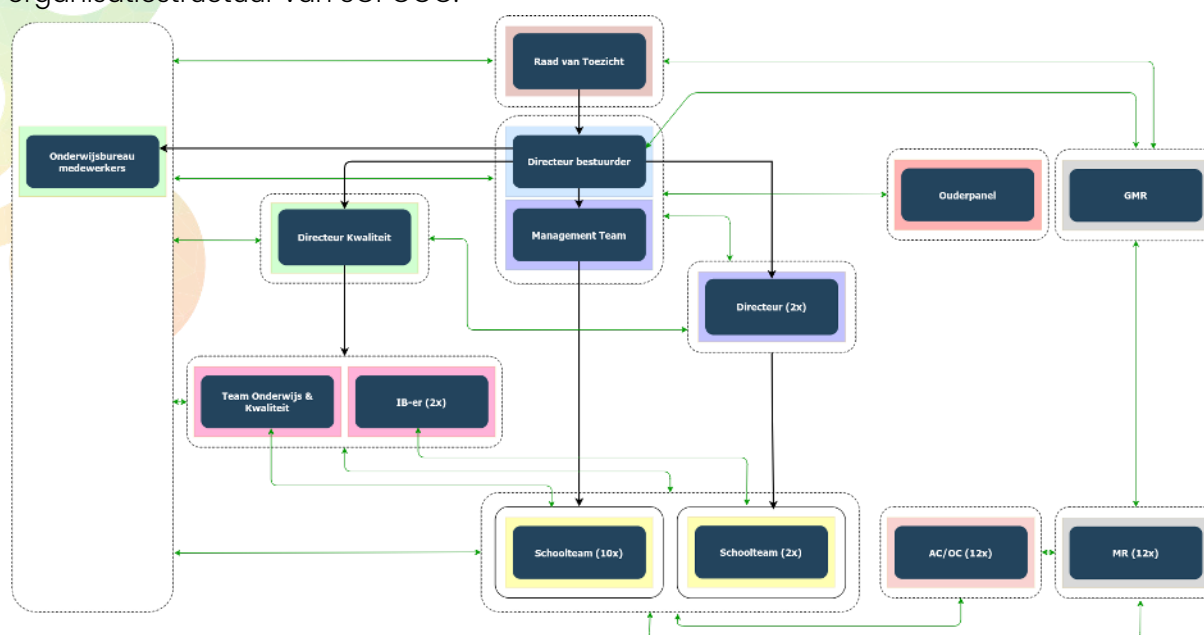 Raad van Toezicht
Onderwijsbureau
medewerkers
Directeur bestuurder
Ouderpanel
GMR
Directeur Kwaliteit
Management Team
Directeur (2x)
Team Onderwijs &
Kwaliteit
IB-er (2x)
Schoolteam (10x)
Schoolteam (2x)
AC/OC (12x)
MR (12x)